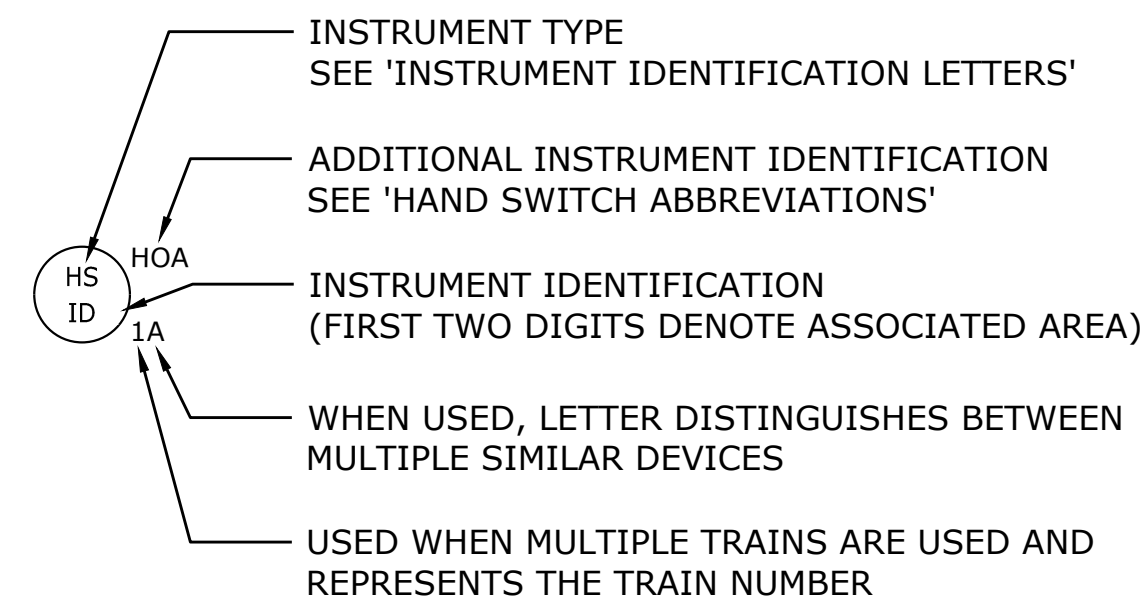 INSTRUMENT TYPE
SEE 'INSTRUMENT IDENTIFICATION LETTERS'
ADDITIONAL INSTRUMENT IDENTIFICATION
SEE 'HAND SWITCH ABBREVIATIONS'
HOA
HS
ID
1A
INSTRUMENT IDENTIFICATION
(FIRST TWO DIGITS DENOTE ASSOCIATED AREA)
WHEN USED, LETTER DISTINGUISHES BETWEEN
MULTIPLE SIMILAR DEVICES
USED WHEN MULTIPLE TRAINS ARE USED AND
REPRESENTS THE TRAIN NUMBER